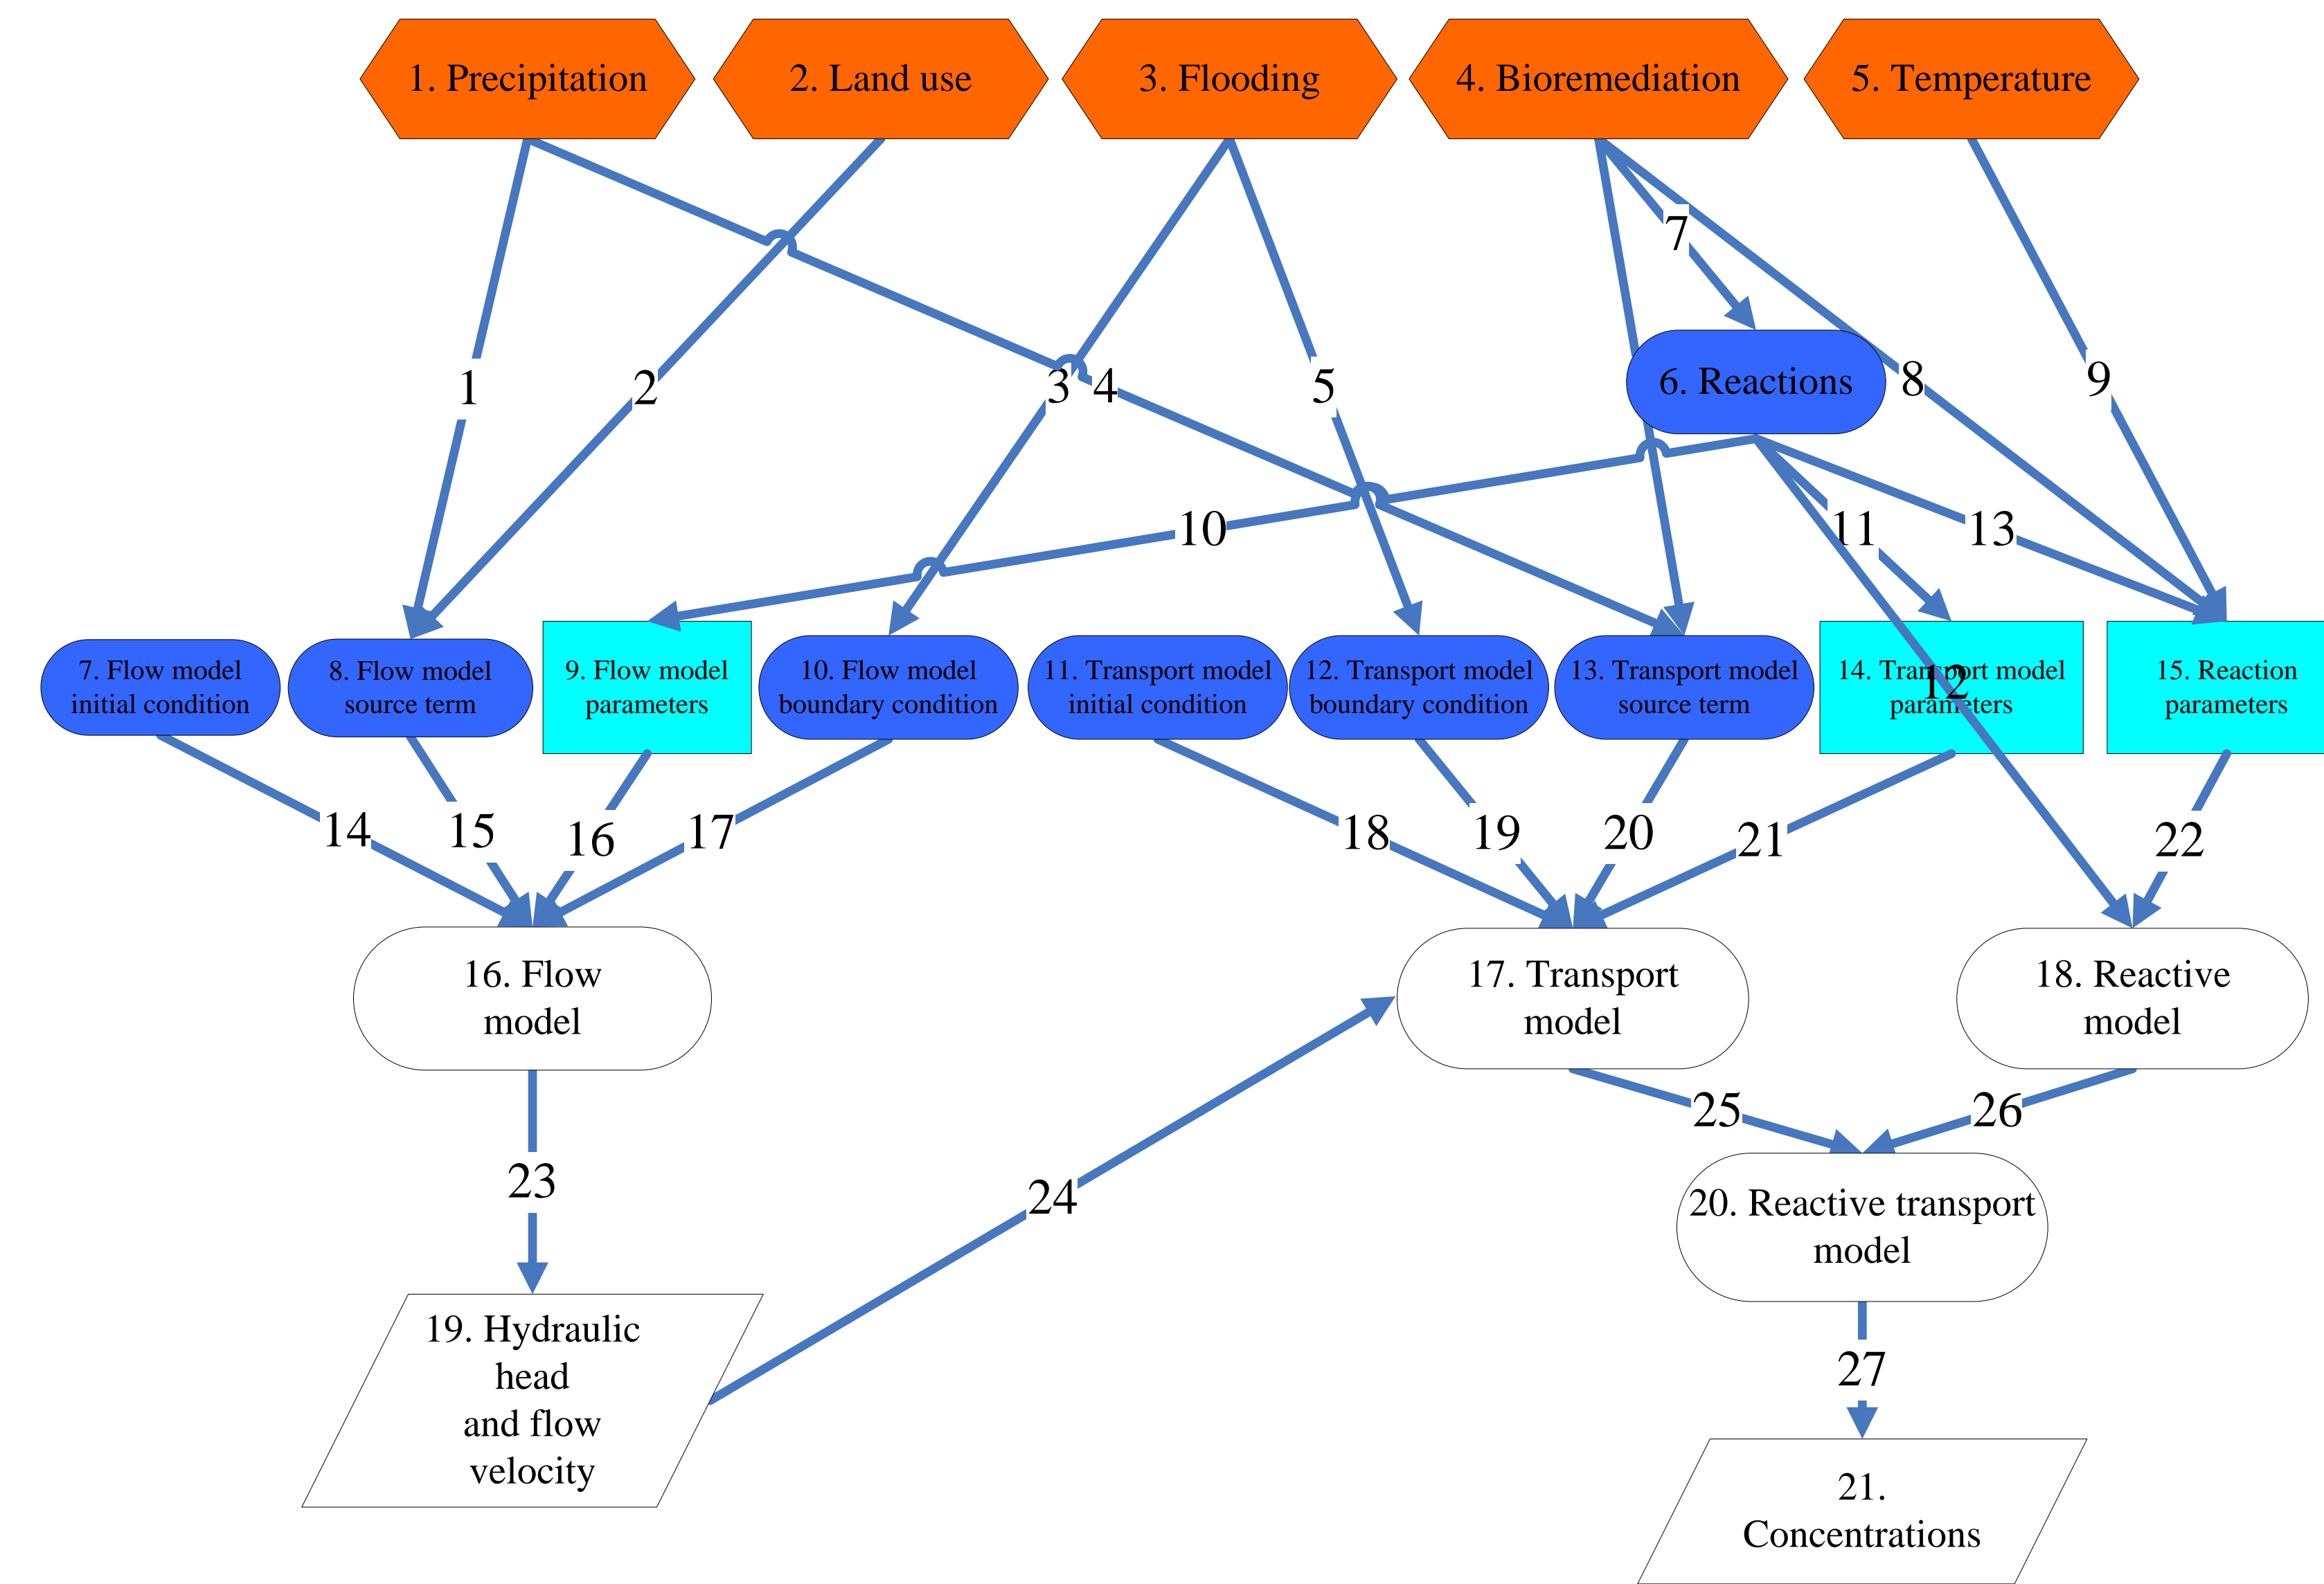 1. Precipitation
2. Land use
3. Flooding
4. Bioremediation
5. Temperature
7
1
2
3
4
5
6. Reactions
8
9
10
11
13
7. Flow model
initial condition
8. Flow model
source term
9. Flow model
parameters
10. Flow model
boundary condition
11. Transport model
initial condition
12. Transport model
boundary condition
13. Transport model
source term
14. Transport model
parameters
12
15. Reaction
parameters
14
15
16
17
18
19
20
21
22
16. Flow
model
17. Transport
model
18. Reactive
model
23
24
25
26
20. Reactive transport
model
19. Hydraulic
head
and flow
velocity
27
21.
Concentrations